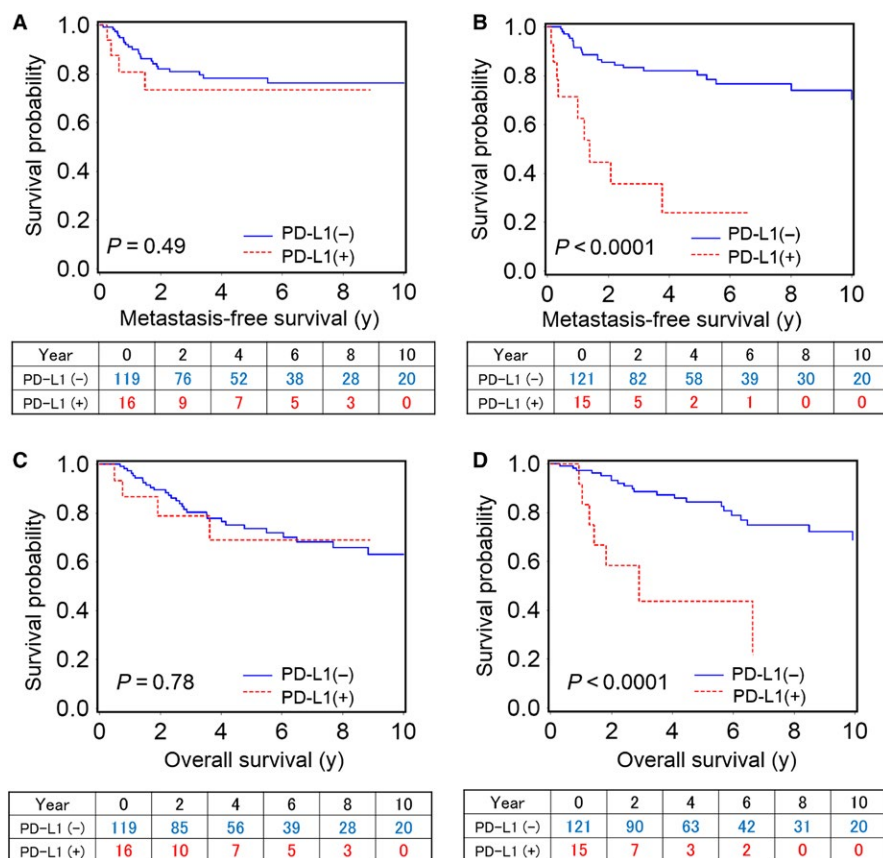 A
1.0
0.8
0.6
0.4
0.2
0.0
Survival probability
P = 0.49
PD-L1(–)
PD-L1(+)
0 2 4 6 8 10
Metastasis-free survival (y)
Year 0 2 4 6 8 10
PD-L1 (-) 119 76 52 38 28 20
PD-L1 (+) 16 9 7 5 3 0
B
1.0
0.8
0.6
0.4
0.2
0.0
Survival probability
P < 0.0001
PD-L1(–)
PD-L1(+)
0 2 4 6 8 10
Metastasis-free survival (y)
Year 0 2 4 6 8 10
PD-L1 (-) 121 82 58 39 30 20
PD-L1 (+) 15 5 2 1 0 0
C
1.0
0.8
0.6
0.4
0.2
0.0
Survival probability
P = 0.78
PD-L1(–)
PD-L1(+)
0 2 4 6 8 10
Overall survival (y)
Year 0 2 4 6 8 10
PD-L1 (-) 119 85 56 39 28 20
PD-L1 (+) 16 10 7 5 3 0
D
1.0
0.8
0.6
0.4
0.2
0.0
Survival probability
P < 0.0001
PD-L1(–)
PD-L1(+)
0 2 4 6 8 10
Overall survival (y)
Year 0 2 4 6 8 10
PD-L1 (-) 121 90 63 42 31 20
PD-L1 (+) 15 7 3 2 0 0